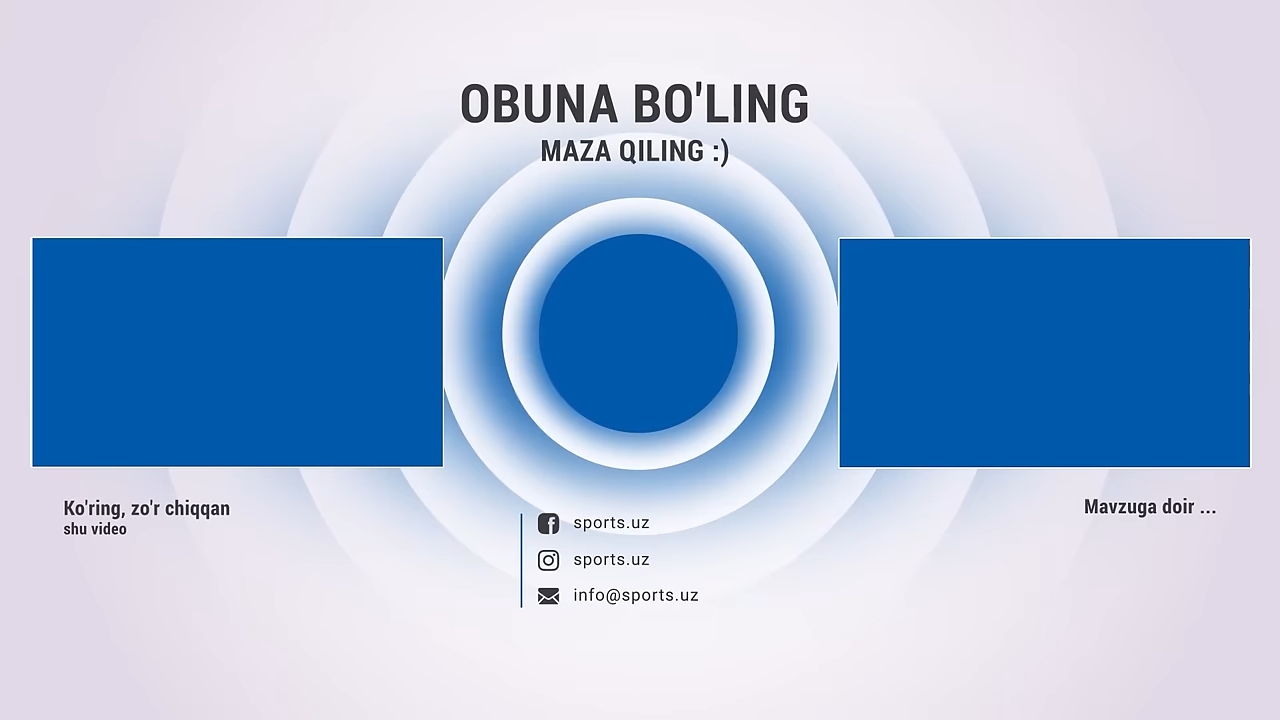 OBUNA BO'LING
MAZA QILING :)
Ko'ring, zo'r chiqqan
shu video
Mavzuga doir ...
sports.uz
sports.uz
info@sports.uz